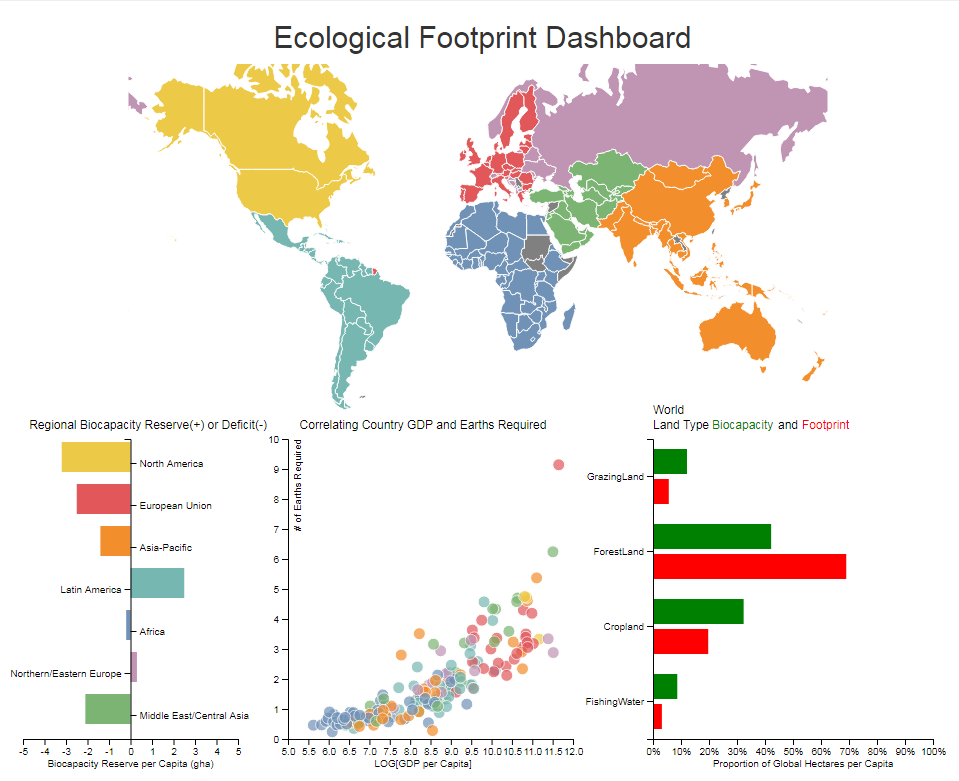 Ecological Footprint Dashboard
Regional Biocapacity Reserve(+) or Deficit(-)
North America
European Union
Asia-Pacific
Latin America
Africa
Northern/Eastern Europe
Middle East/Central Asia
-5 -4 -3 -2 -1 0 1 2 3 4 5
Biocapacity Reserve per Capita (gha)
Correlating Country GDP and Earths Required
# of Earths Required
10
9
8
7
6
5
4
3
2
1
0
5.0 5.5 6.0 6.5 7.0 7.5 8.0 8.5 9.0 9.5 10.0 10.5 11.0 11.5 12.0
LOG[GDP per Capita]
World
Land Type Biocapacity and Footprint
GrazingLand
ForestLand
Cropland
FishingWater
0% 10% 20% 30% 40% 50% 60% 70% 80% 90% 100%
Proportion of Global Hectares per Capita